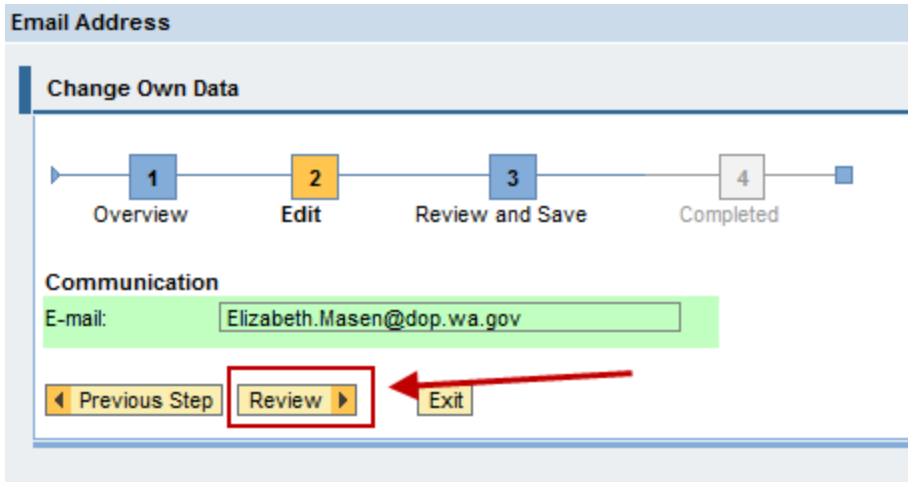 Email Address
Change Own Data
1 2 3 4
Overview Edit Review and Save Completed
Communication
E-mail: Elizabeth.Masen@dop.wa.gov
Previous Step Review Exit